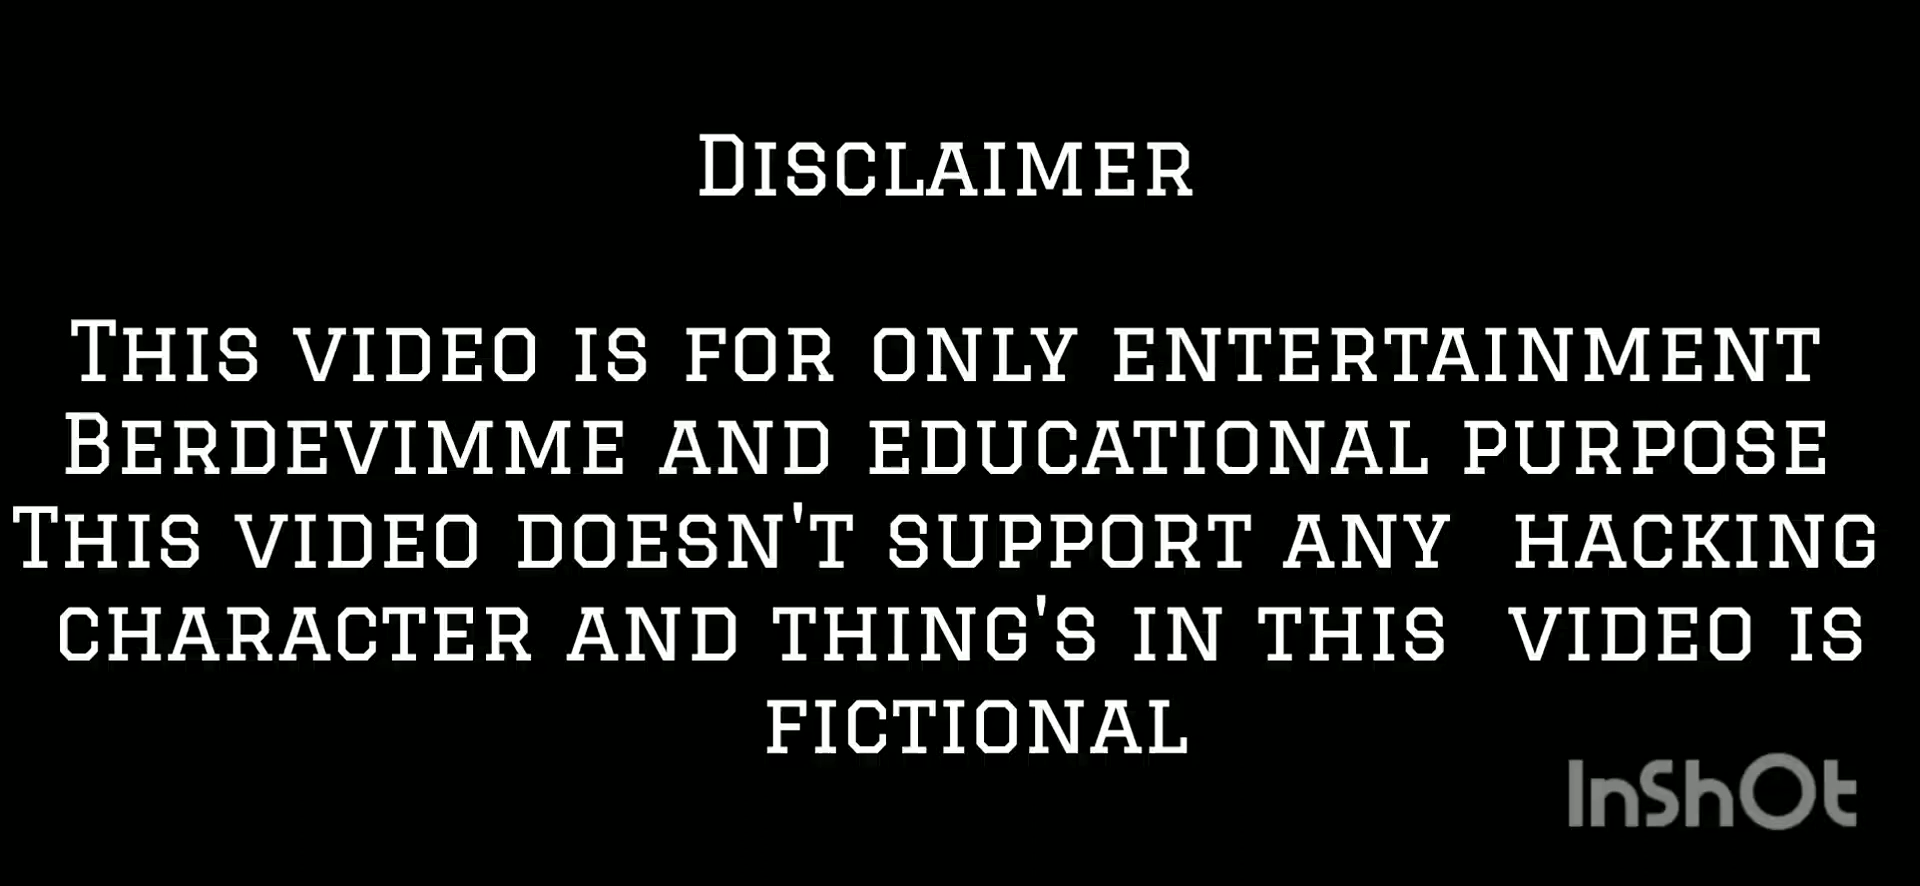 Disclaimer
This video is for only entertainment
Berdevimme and educational purpose
This video doesn't support any hacking
character and thing's in this video is
fictional
InShOt